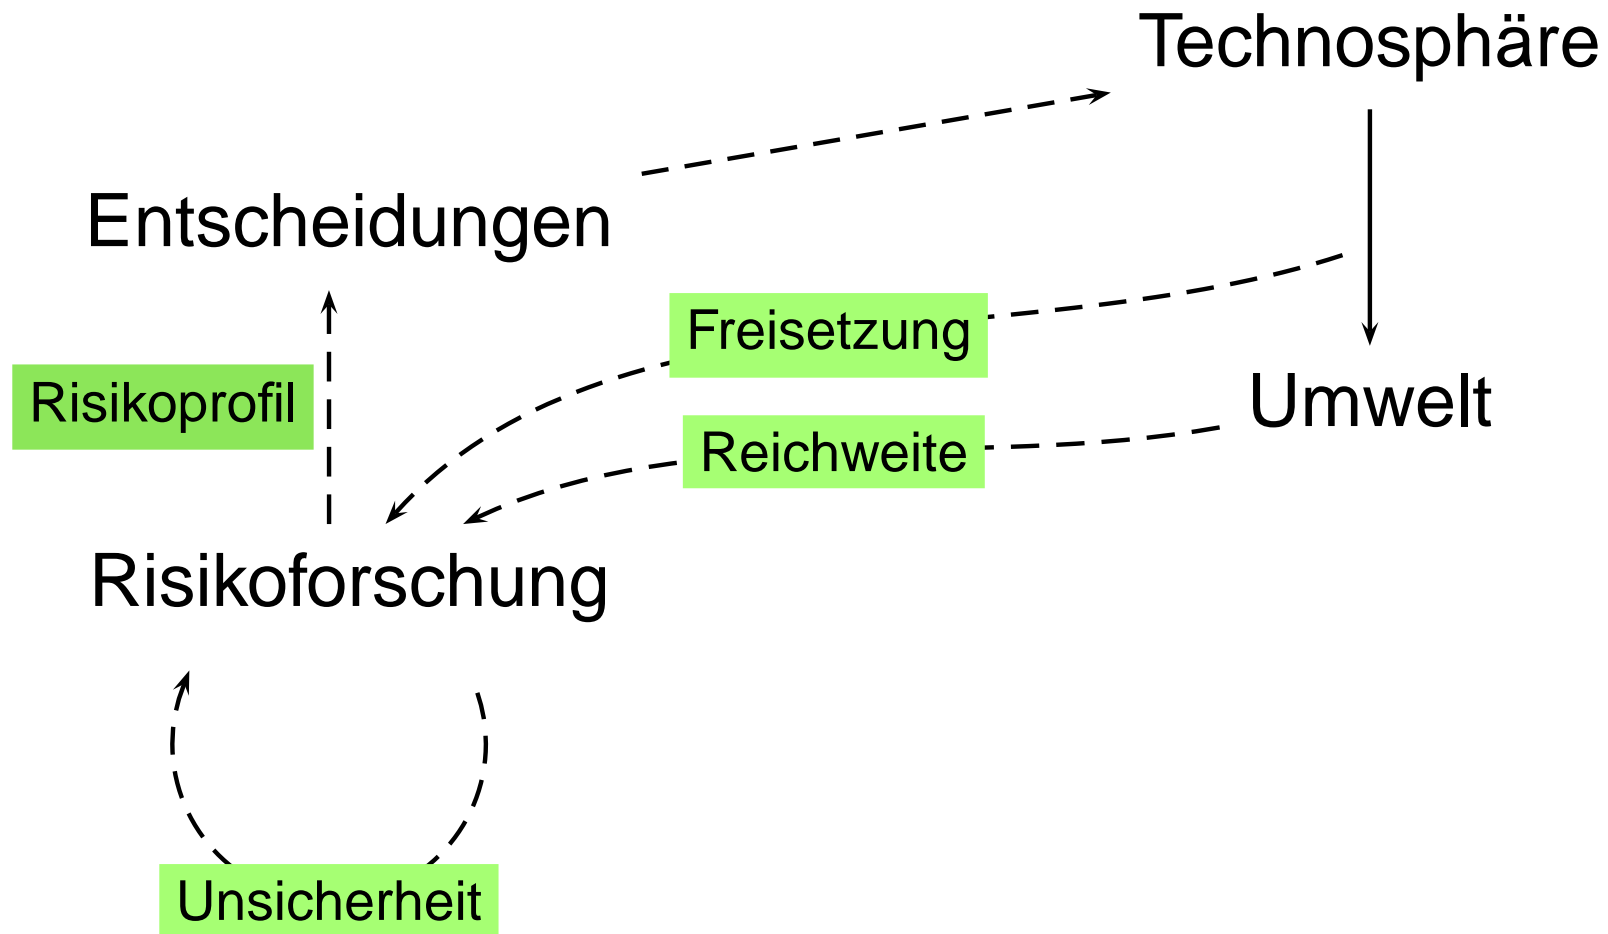 Technosphäre
Entscheidungen
Freisetzung
Risikoprofil
Umwelt
Reichweite
Risikoforschung
Unsicherheit